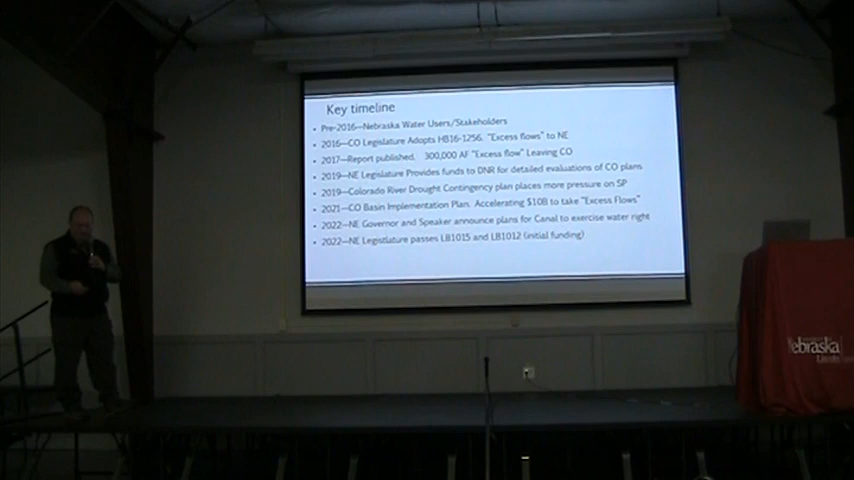 Key timeline
• Pre-2016—Nebraska Water Users/Stakeholders
• 2016—CO Legislature Adopts HB16-1256. "Excess flows" to NE
• 2017—Report published. 300,000 AF "Excess flow" Leaving CO
• 2019—NE Legislature Provides funds to DNR for detailed evaluations of CO plans
• 2019—Colorado River Drought Contingency plan places more pressure on SP
• 2021—CO Basin Implementation Plan. Accelerating $10B to take "Excess Flows"
• 2022—NE Governor and Speaker announce plans for Canal to exercise water right
• 2022—NE Legislature passes LB1015 and LB1012 (initial funding)
Nebraska
Lincoln